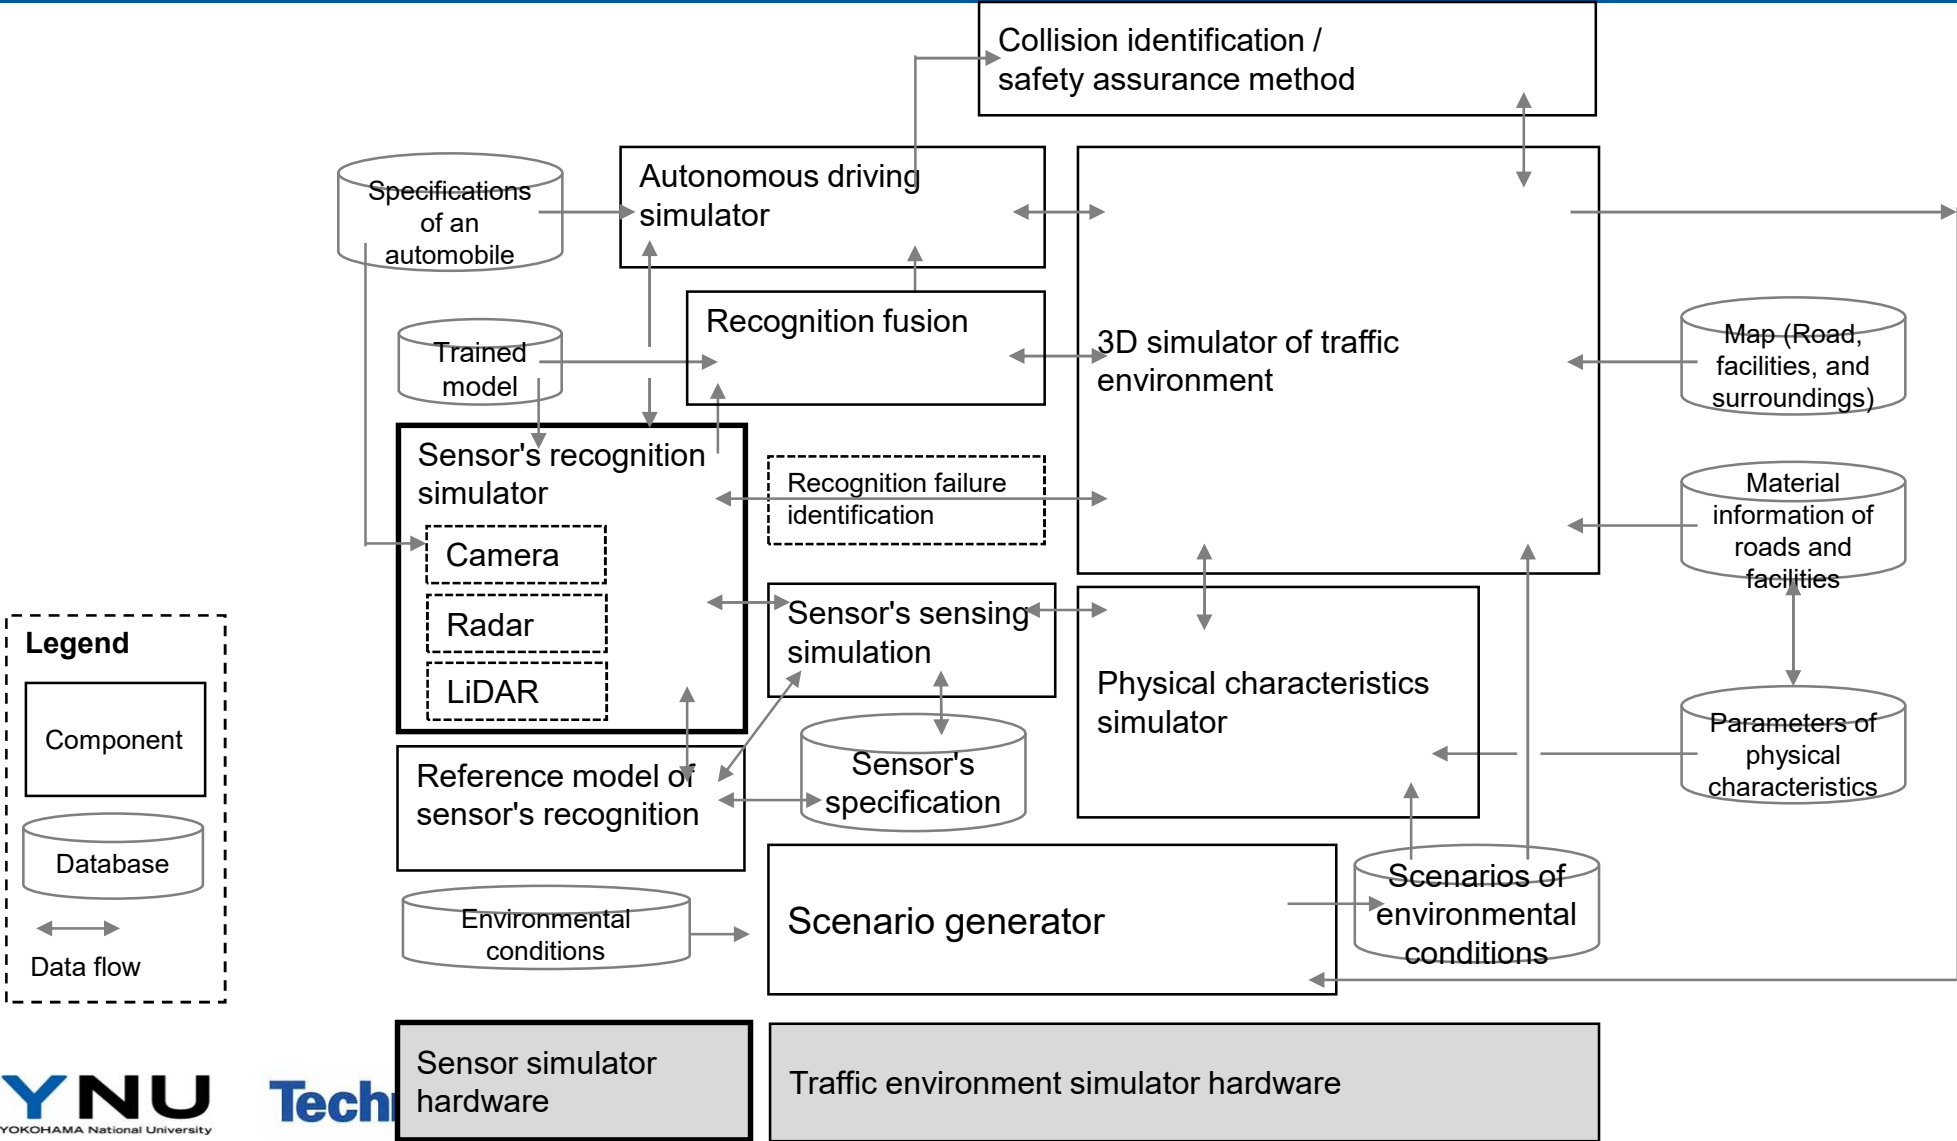 Collision identification /
safety assurance method
Specifications
of an
automobile
Autonomous driving
simulator
Trained
model
Recognition fusion
3D simulator of traffic
environment
Map (Road,
facilities, and
surroundings)
Sensor's recognition
simulator
Camera
Radar
LiDAR
Recognition failure
identification
Material
information of
roads and
facilities
Sensor's sensing
simulation
Physical characteristics
simulator
Parameters of
physical
characteristics
Legend
Component
Database
Data flow
Reference model of
sensor's recognition
Sensor's
specification
Environmental
conditions
Scenario generator
Scenarios of
environmental
conditions
Sensor simulator
hardware
Traffic environment simulator hardware
YNU
YOKOHAMA National University
Tech